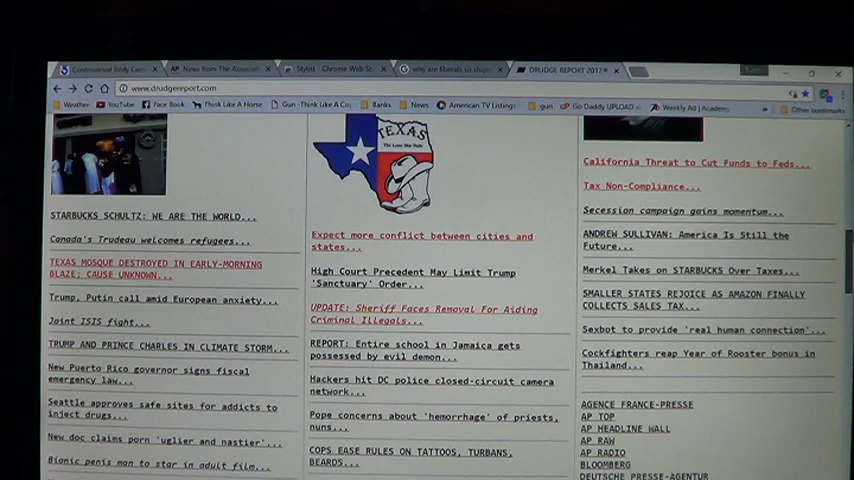 Controversial Body Cam
AP News from The Associat
Stylist - Chrome Web St
why are liberals so stupi
DRUDGE REPORT 2017®
www.drudgereport.com
Weather YouTube Face Book Think Like A Horse Gun -Think Like A Co Banks News American TV Listing gun Go Daddy UPLOAD Weekly Ad | Academy Other bookmarks
STARBUCKS SCHULTZ: WE ARE THE WORLD...
Canada's Trudeau welcomes refugees...
TEXAS MOSQUE DESTROYED IN EARLY-MORNING
BLAZE; CAUSE UNKNOWN...
Trump, Putin call amid European anxiety...
Joint ISIS fight...
TRUMP AND PRINCE CHARLES IN CLIMATE STORM...
New Puerto Rico governor signs fiscal
emergency law...
Seattle approves safe sites for addicts to
inject drugs...
New doc claims porn 'uglier and nastier'...
Bionic penis man to star in adult film...
TEXAS
The Lone Star State
Expect more conflict between cities and
states...
High Court Precedent May Limit Trump
'Sanctuary' Order...
UPDATE: Sheriff Faces Removal For Aiding
Criminal Illegals...
REPORT: Entire school in Jamaica gets
possessed by evil demon...
Hackers hit DC police closed-circuit camera
network...
Pope concerns about 'hemorrhage' of priests,
nuns...
COPS EASE RULES ON TATTOOS, TURBANS,
BEARDS...
California Threat to Cut Funds to Feds...
Tax Non-Compliance...
Secession campaign gains momentum...
ANDREW SULLIVAN: America Is Still the
Future...
Merkel Takes on STARBUCKS Over Taxes...
SMALLER STATES REJOICE AS AMAZON FINALLY
COLLECTS SALES TAX...
Sexbot to provide 'real human connection'...
Cockfighters reap Year of Rooster bonus in
Thailand...
AGENCE FRANCE-PRESSE
AP TOP
AP HEADLINE WALL
AP RAW
AP RADIO
BLOOMBERG
DEUTSCHE PRESSE-AGENTUR